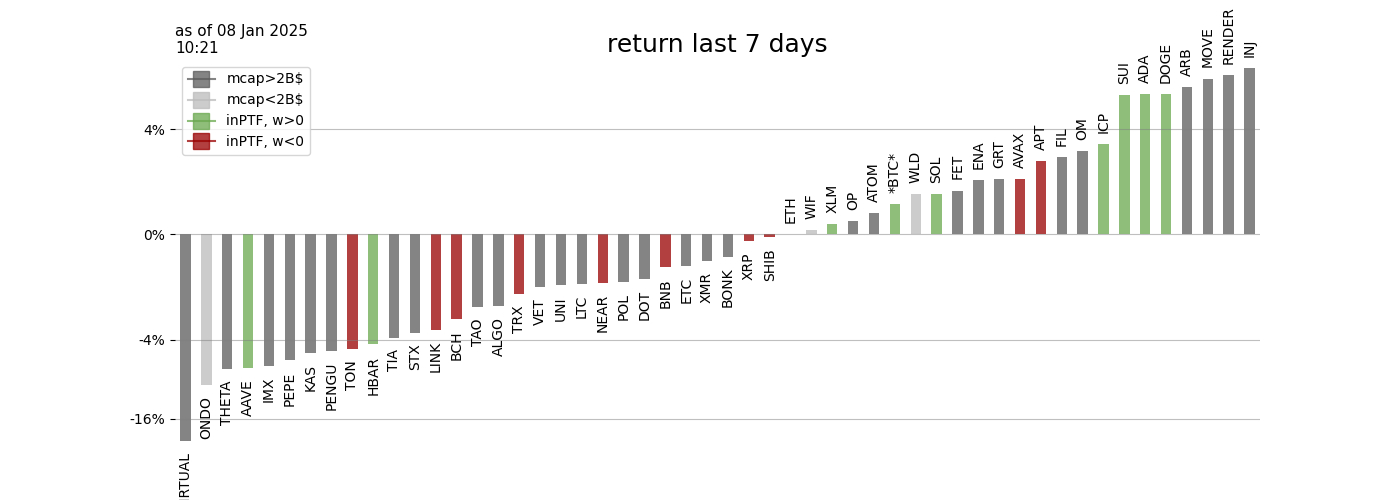 as of 08 Jan 2025
10:21
return last 7 days
mcap>2B$
mcap<2B$
inPTF, w>0
inPTF, w<0
4%
0%
-4%
-16%
RTUAL
ONDO
THETA
AAVE
IMX
PEPE
KAS
PENGU
TON
HBAR
TIA
STX
LINK
BCH
TAO
ALGO
TRX
VET
UNI
LTC
NEAR
POL
DOT
BNB
ETC
XMR
BONK
XRP
SHIB
ETH
WIF
XLM
OP
ATOM
*BTC*
WLD
SOL
FET
ENA
GRT
AVAX
APT
FIL
OM
ICP
SUI
ADA
DOGE
ARB
MOVE
RENDER
INJ